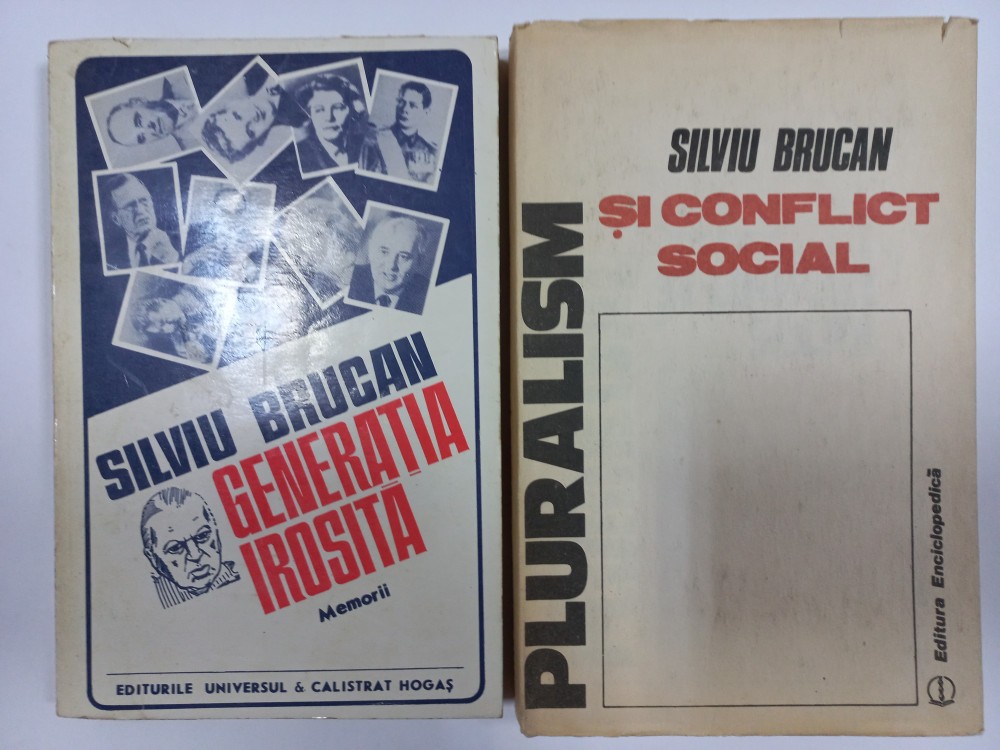 SILVIU BRUCAN
GENERAȚIA
IROSITĂ
Memorii
EDITURILE UNIVERSUL & CALISTRAT HOGAȘ
PLURALISM
SILVIU BRUCAN
ȘI CONFLICT
SOCIAL
Editura Enciclopedică